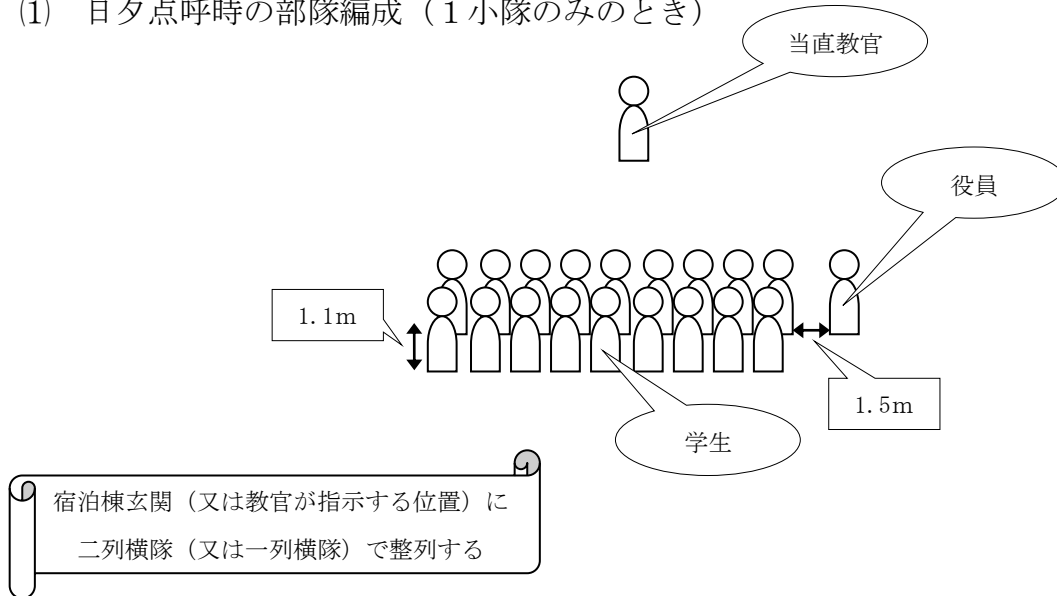 ⑴ 日夕点呼時の部隊編成（１小隊のみのとき）
当直教官
役員
1.1m
1.5m
学生
宿泊棟玄関（又は教官が指示する位置）に
二列横隊（又は一列横隊）で整列する